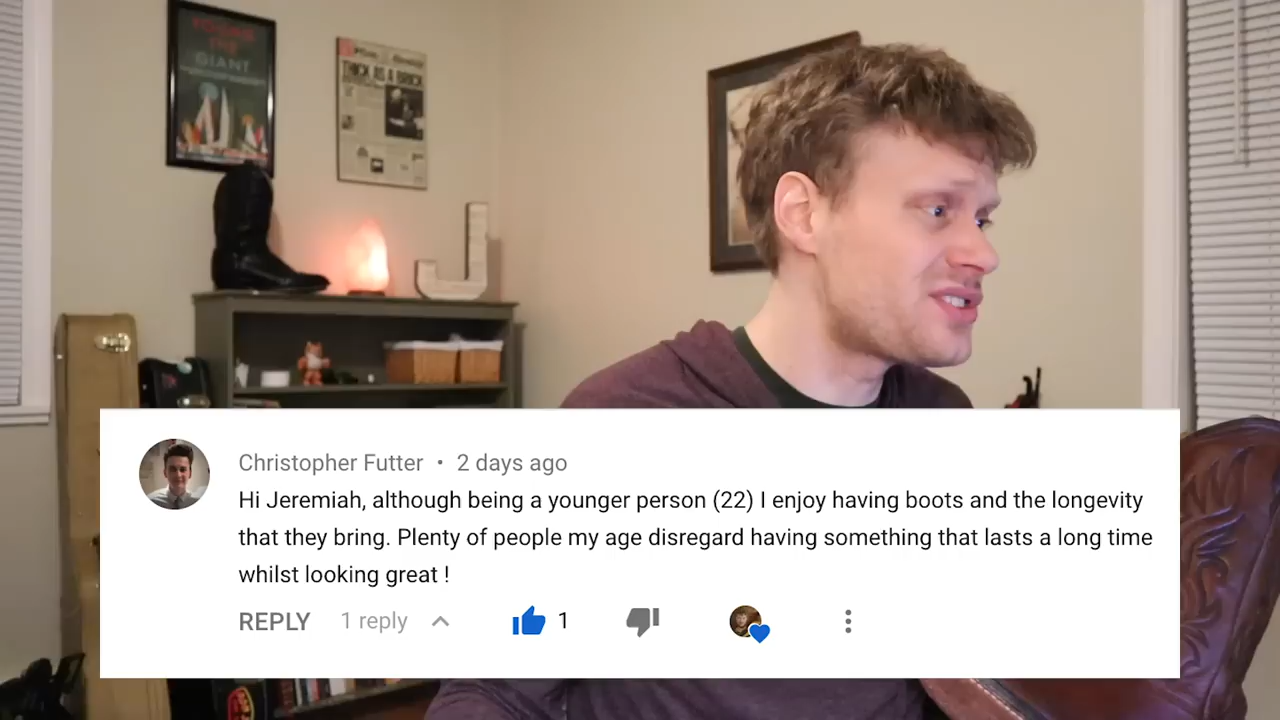 YOUNG
THE
GIANT
THICK AS A BRICK
J
Christopher Futter • 2 days ago
Hi Jeremiah, although being a younger person (22) I enjoy having boots and the longevity
that they bring. Plenty of people my age disregard having something that lasts a long time
whilst looking great !
REPLY 1 reply 1